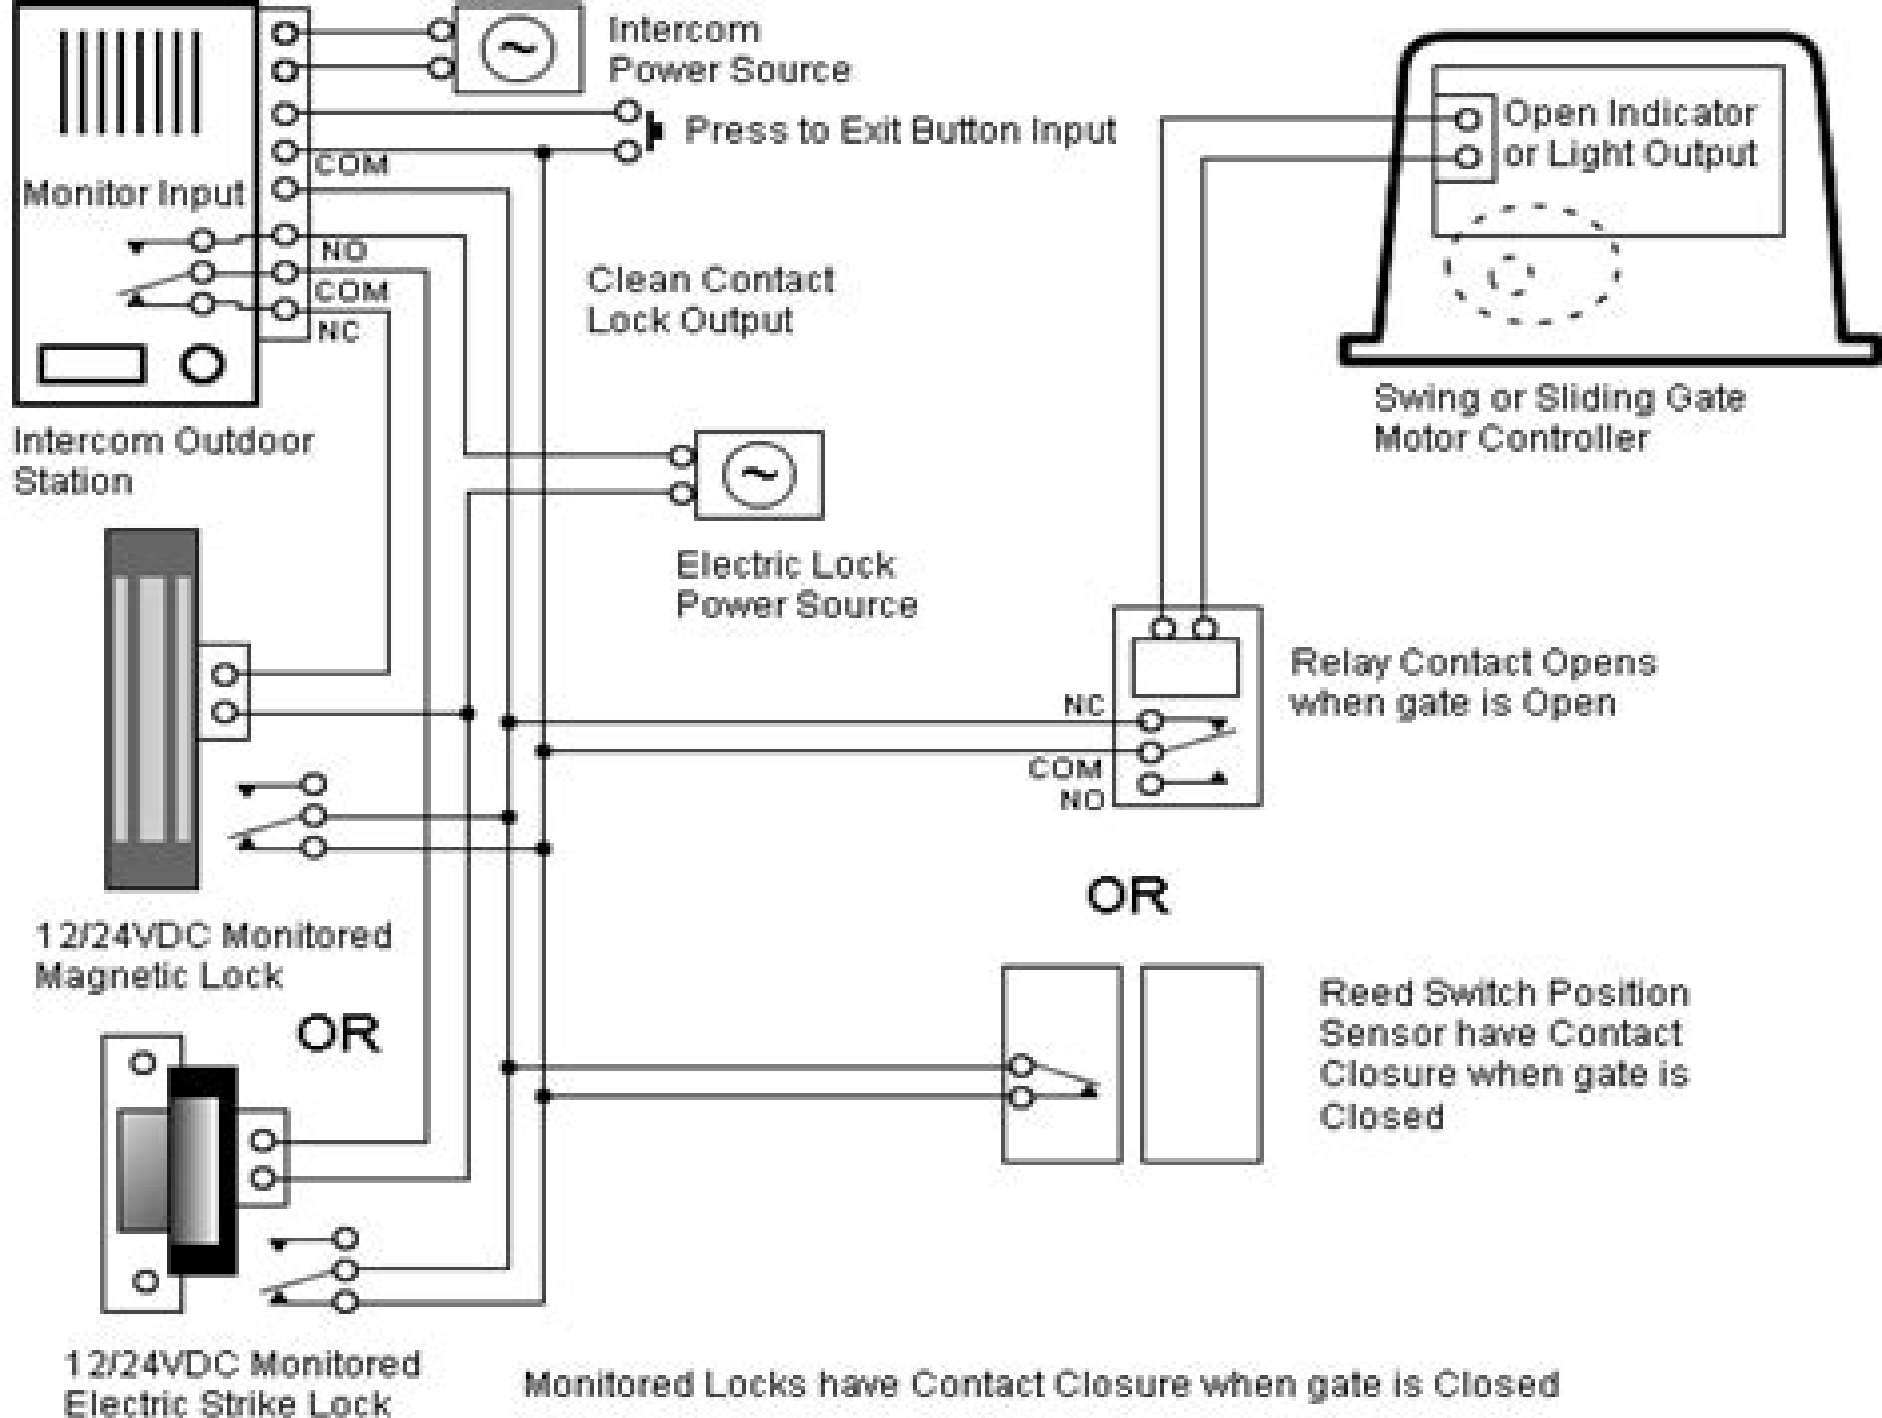 Intercom
Power Source
Press to Exit Button Input
COM
Monitor Input
NO
COM
NC
Clean Contact
Lock Output
Intercom Outdoor
Station
Open Indicator
or Light Output
Swing or Sliding Gate
Motor Controller
Electric Lock
Power Source
Relay Contact Opens
when gate is Open
NC
COM
NO
OR
12/24VDC Monitored
Magnetic Lock
OR
Reed Switch Position
Sensor have Contact
Closure when gate is
Closed
12/24VDC Monitored
Electric Strike Lock
Monitored Locks have Contact Closure when gate is Closed